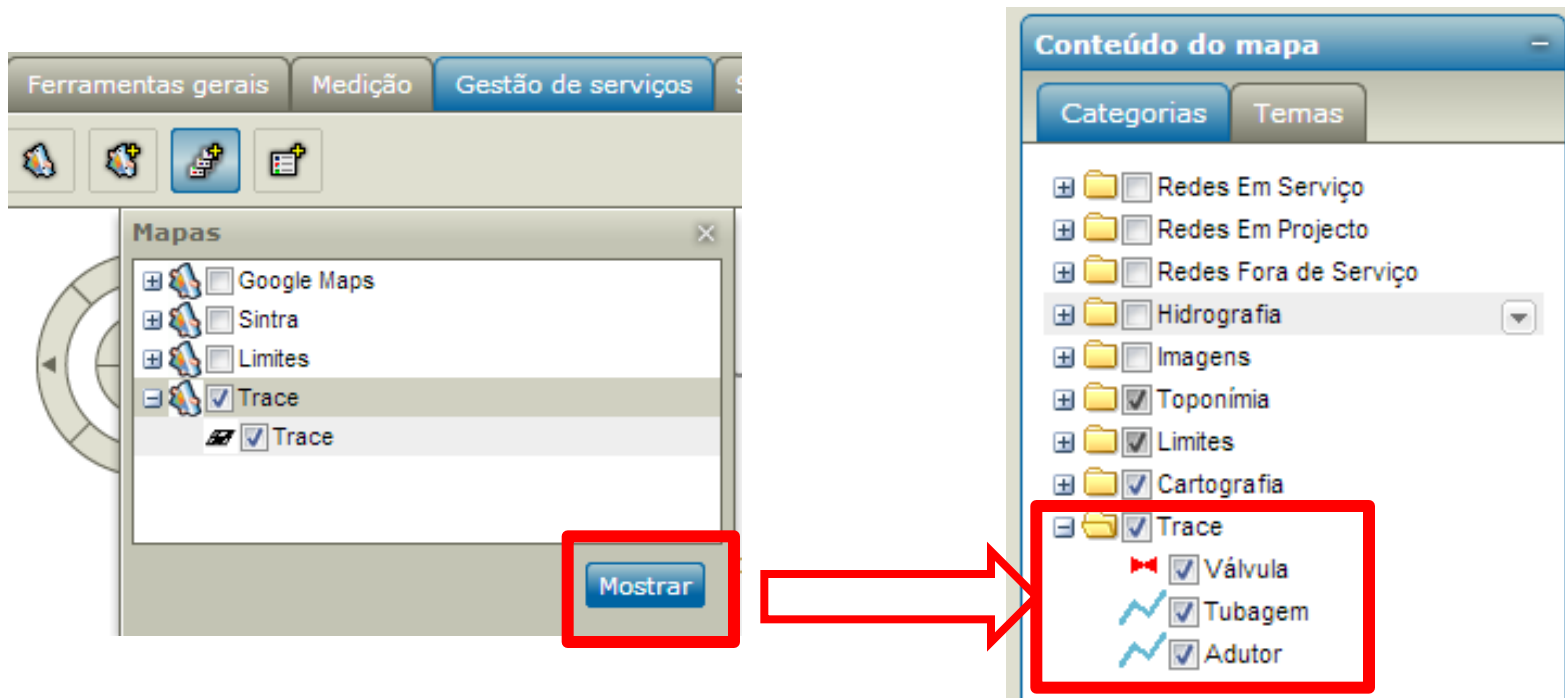 Ferramentas gerais Medição Gestão de serviços
Mapas
Google Maps
Sintra
Limites
Trace
Trace
Mostrar
Conteúdo do mapa
Categorias Temas
Redes Em Serviço
Redes Em Projecto
Redes Fora de Serviço
Hidrografia
Imagens
Toponímia
Limites
Cartografia
Trace
Válvula
Tubagem
Adutor